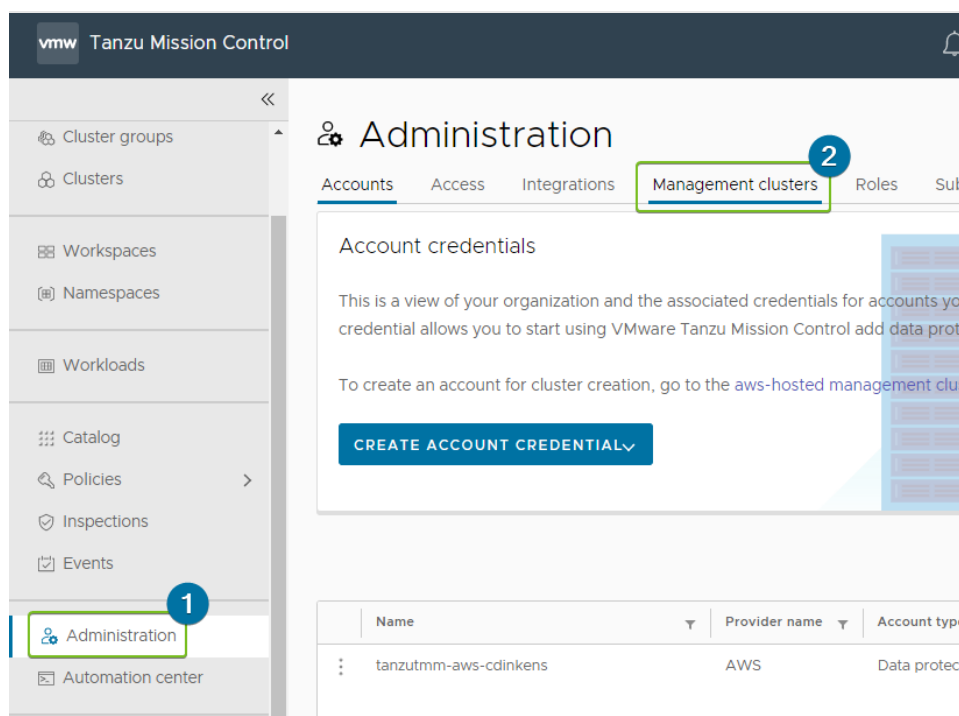 vmw Tanzu Mission Control
Cluster groups
Clusters
Workspaces
Namespaces
Workloads
Catalog
Policies
Inspections
Events
1
Administration
Automation center
Administration
2
Accounts Access Integrations Management clusters Roles Sub
Account credentials
This is a view of your organization and the associated credentials for accounts yo
credential allows you to start using VMware Tanzu Mission Control add data prot
To create an account for cluster creation, go to the aws-hosted management clu
CREATE ACCOUNT CREDENTIAL
Name Provider name Account type
tanzutmm-aws-cdinkens AWS Data protec